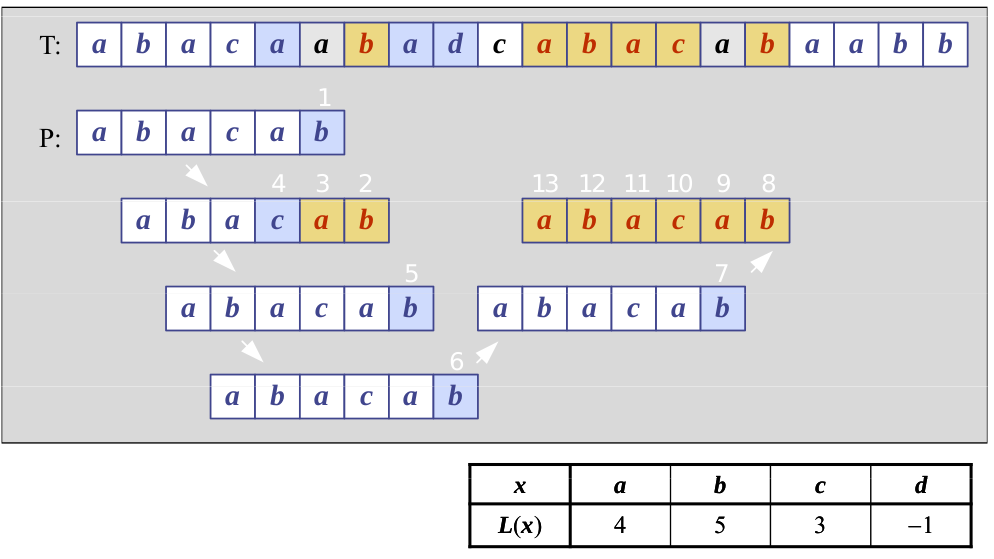 T: a b a c a a b a d c a b a c a b a a b b
1
P: a b a c a b
4 3 2 13 12 11 10 9 8
a b a c a b a b a c a b
5 7
a b a c a b a b a c a b
6
a b a c a b
x a b c d
L(x) 4 5 3 −1